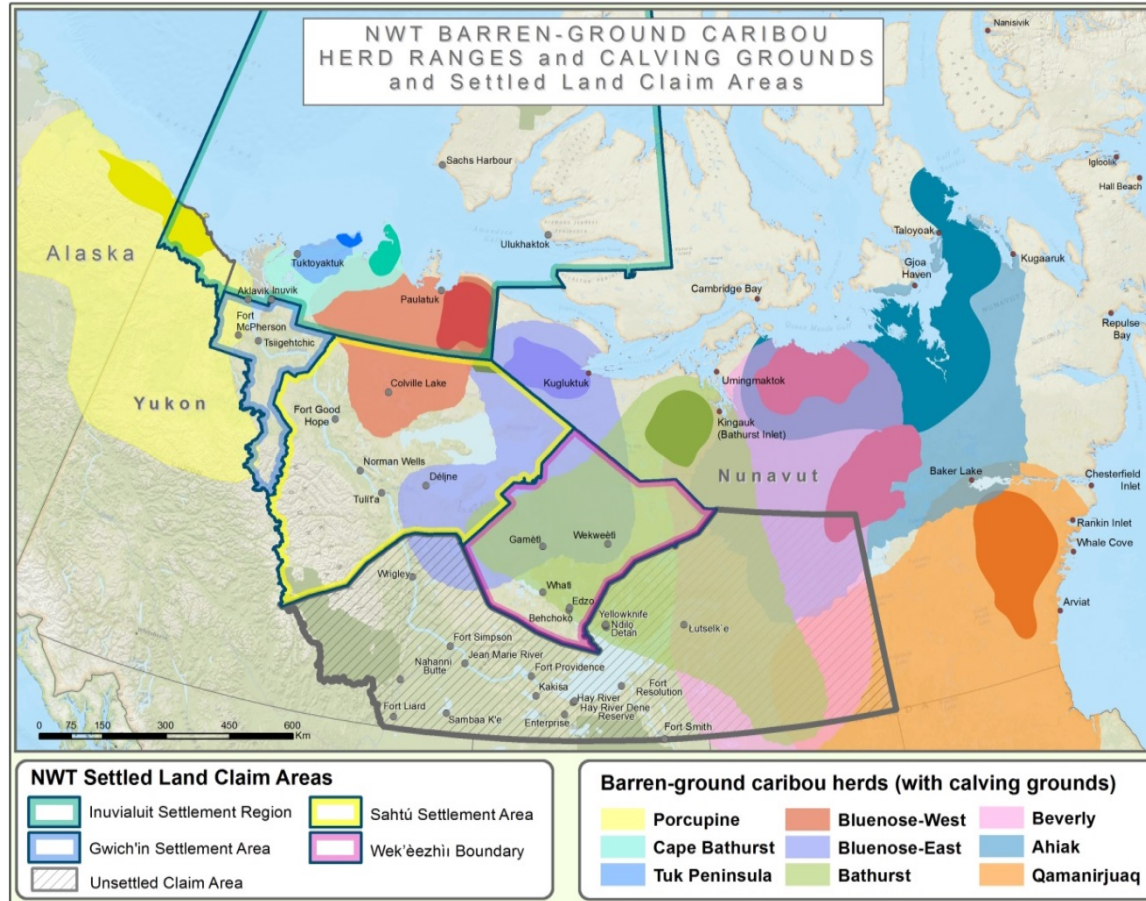 NWT BARREN-GROUND CARIBOU
HERD RANGES and CALVING GROUNDS
and Settled Land Claim Areas
Nanisivik
Igloolik
Hall Beach
Sachs Harbour
Ulukhaktok
Taloyoak
Kugaaruk
Gjoa
Haven
Cambridge Bay
Repulse
Bay
Alaska
Tuktoyaktuk
Aklavik
Inuvik
Paulatuk
Fort
McPherson
Tsiigehtchic
Colville Lake
Kugluktuk
Umingmaktok
Yukon
Fort Good
Hope
Kingauk
(Bathurst Inlet)
Norman Wells
Déljne
Tulít'a
Nunavut
Baker Lake
Chesterfield
Inlet
Rankin Inlet
Whale Cove
Gamètì
Wekweètì
Wrigley
Whatì
Edzo
Behchokò
Yellowknife
Ndilo
Detah
Łutselk'e
Arviat
Fort Simpson
Jean Marie River
Nahanni
Butte
Fort Providence
Kakisa
Fort
Resolution
Hay River
Hay River Dene
Reserve
Fort Liard
Sambaa K'e
Enterprise
Fort Smith
0 75 150 300 450 600
Km
NWT Settled Land Claim Areas
Inuvialuit Settlement Region
Sahtú Settlement Area
Gwich'in Settlement Area
Wek'èezhìı Boundary
Unsettled Claim Area
Barren-ground caribou herds (with calving grounds)
Porcupine
Bluenose-West
Beverly
Cape Bathurst
Bluenose-East
Ahiak
Tuk Peninsula
Bathurst
Qamanirjuaq